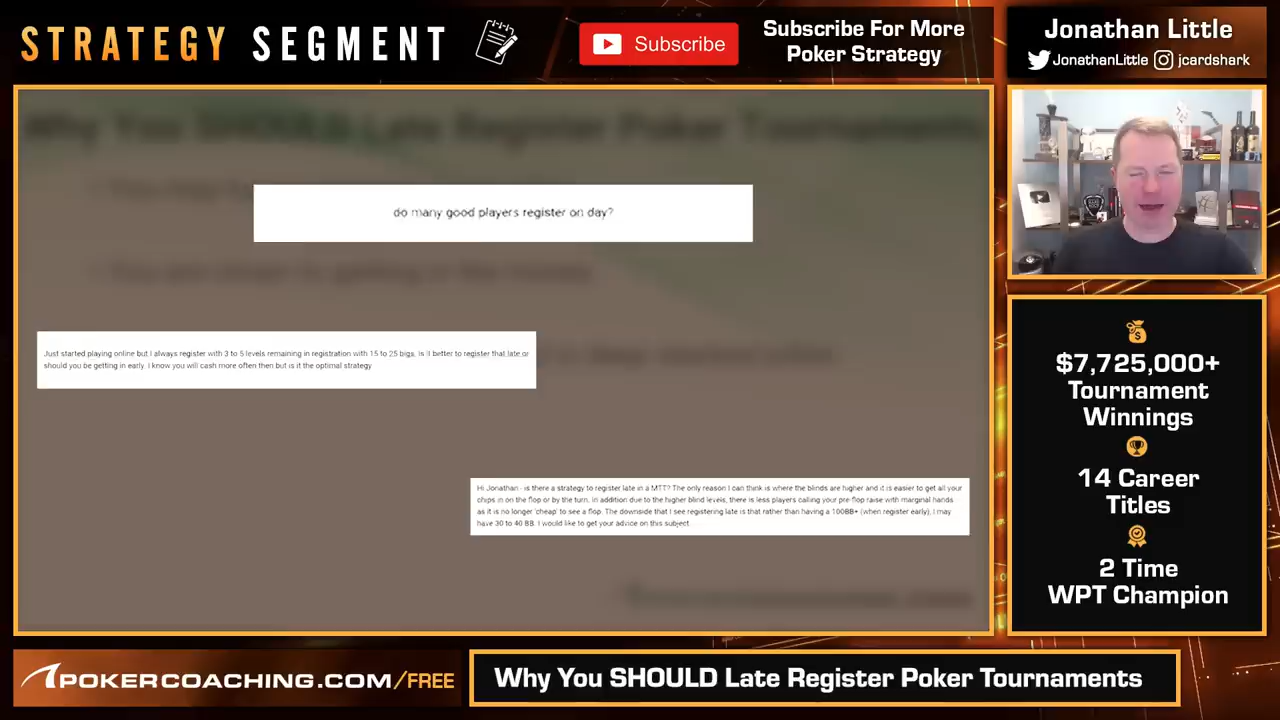 STRATEGY SEGMENT
Subscribe
Subscribe For More
Poker Strategy
Jonathan Little
JonathanLittle jcardshark
Why You SHOULD Late Register Poker Tournaments
do many good players register on day?
Just started playing online but I always register with 3 to 5 levels remaining in registration with 15 to 25 bigs, is it better to register that late or
should you be getting in early. I know you will cash more often then but is it the optimal strategy
Hi Jonathan - is there a strategy to register late in a MTT? The only reason I can think is where the blinds are higher and it is easier to get all your
chips in on the flop or by the turn. In addition due to the higher blind levels, there is less players calling your pre-flop raise with marginal hands
as it is no longer 'cheap' to see a flop. The downside that I see registering late is that rather than having a 100BB+ (when register early), I may
have 30 to 40 BB. I would like to get your advice on this subject
$7,725,000+
Tournament
Winnings
14 Career
Titles
2 Time
WPT Champion
POKERCOACHING.COM/FREE
Why You SHOULD Late Register Poker Tournaments